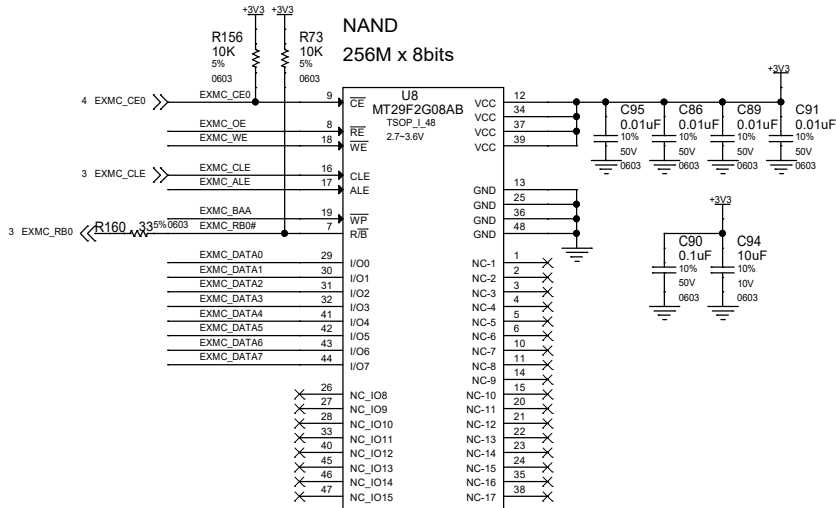 +3V3 +3V3
R156 R73
10K 10K
5% 5%
0603 0603
NAND
256M x 8bits
U8
MT29F2G08AB
TSOP_I_48
2.7~3.6V
4 EXMC_CE0 EXMC_CE0 9 CE
EXMC_OE 8 RE
EXMC_WE 18 WE
3 EXMC_CLE EXMC_CLE 16 CLE
EXMC_ALE 17 ALE
EXMC_BAA 19 WP
3 EXMC_RB0 R160 33 5% 0603 EXMC_RB0# 7 R/B
EXMC_DATA0 29 I/O0
EXMC_DATA1 30 I/O1
EXMC_DATA2 31 I/O2
EXMC_DATA3 32 I/O3
EXMC_DATA4 41 I/O4
EXMC_DATA5 42 I/O5
EXMC_DATA6 43 I/O6
EXMC_DATA7 44 I/O7
26 NC_IO8
27 NC_IO9
28 NC_IO10
33 NC_IO11
40 NC_IO12
45 NC_IO13
46 NC_IO14
47 NC_IO15
VCC 12
VCC 34
VCC 37
VCC 39
GND 13
GND 25
GND 36
GND 48
NC-1 1
NC-2 2
NC-3 3
NC-4 4
NC-5 5
NC-6 6
NC-7 10
NC-8 11
NC-9 14
NC-10 15
NC-11 20
NC-12 21
NC-13 22
NC-14 23
NC-15 24
NC-16 35
NC-17 38
+3V3
C95 C86 C89 C91
0.01uF 0.01uF 0.01uF 0.01uF
10% 10% 10% 10%
50V 50V 50V 50V
0603 0603 0603 0603
+3V3
C90 C94
0.1uF 10uF
10% 10%
50V 10V
0603 0603